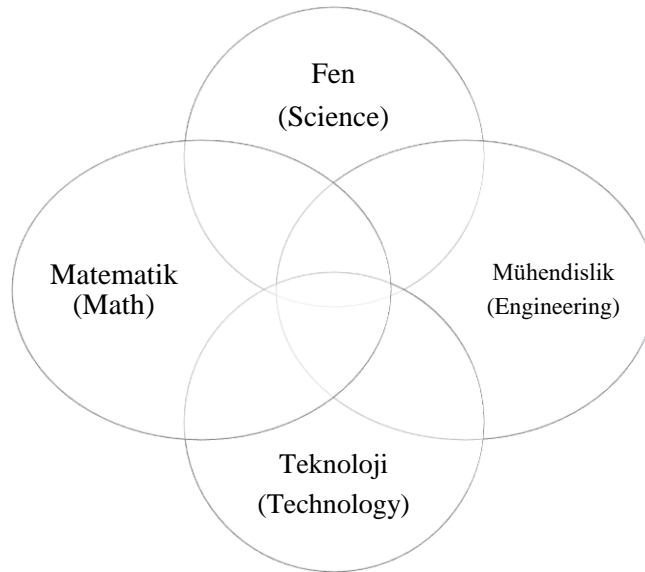 Fen
(Science)
Matematik
(Math)
Mühendislik
(Engineering)
Teknoloji
(Technology)